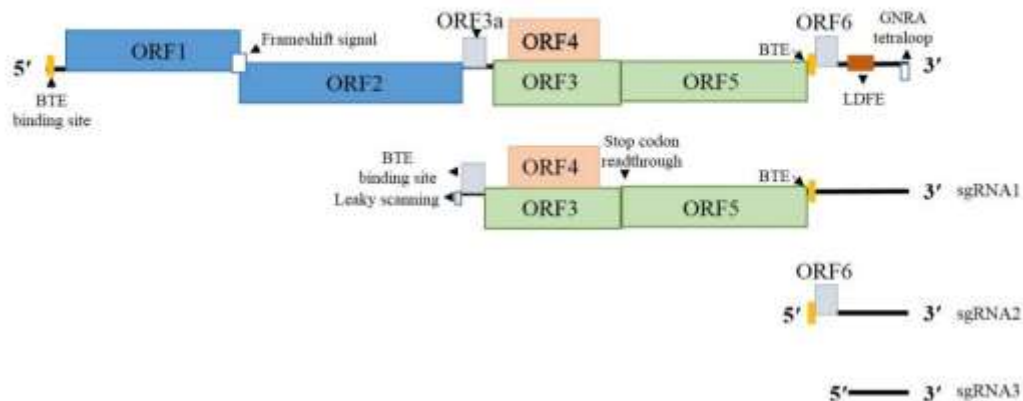 ORF3a
ORF6
GNRA
tetraloop
ORF1
Frameshift signal
ORF4
BTE
5′
3′
BTE
binding site
ORF2
ORF3
ORF5
LDFE
BTE
binding site
Leaky scanning
ORF4
Stop codon
readthrough
BTE
ORF3
ORF5
sgRNA1
3′
ORF6
5′
3′
sgRNA2
5′
3′
sgRNA3